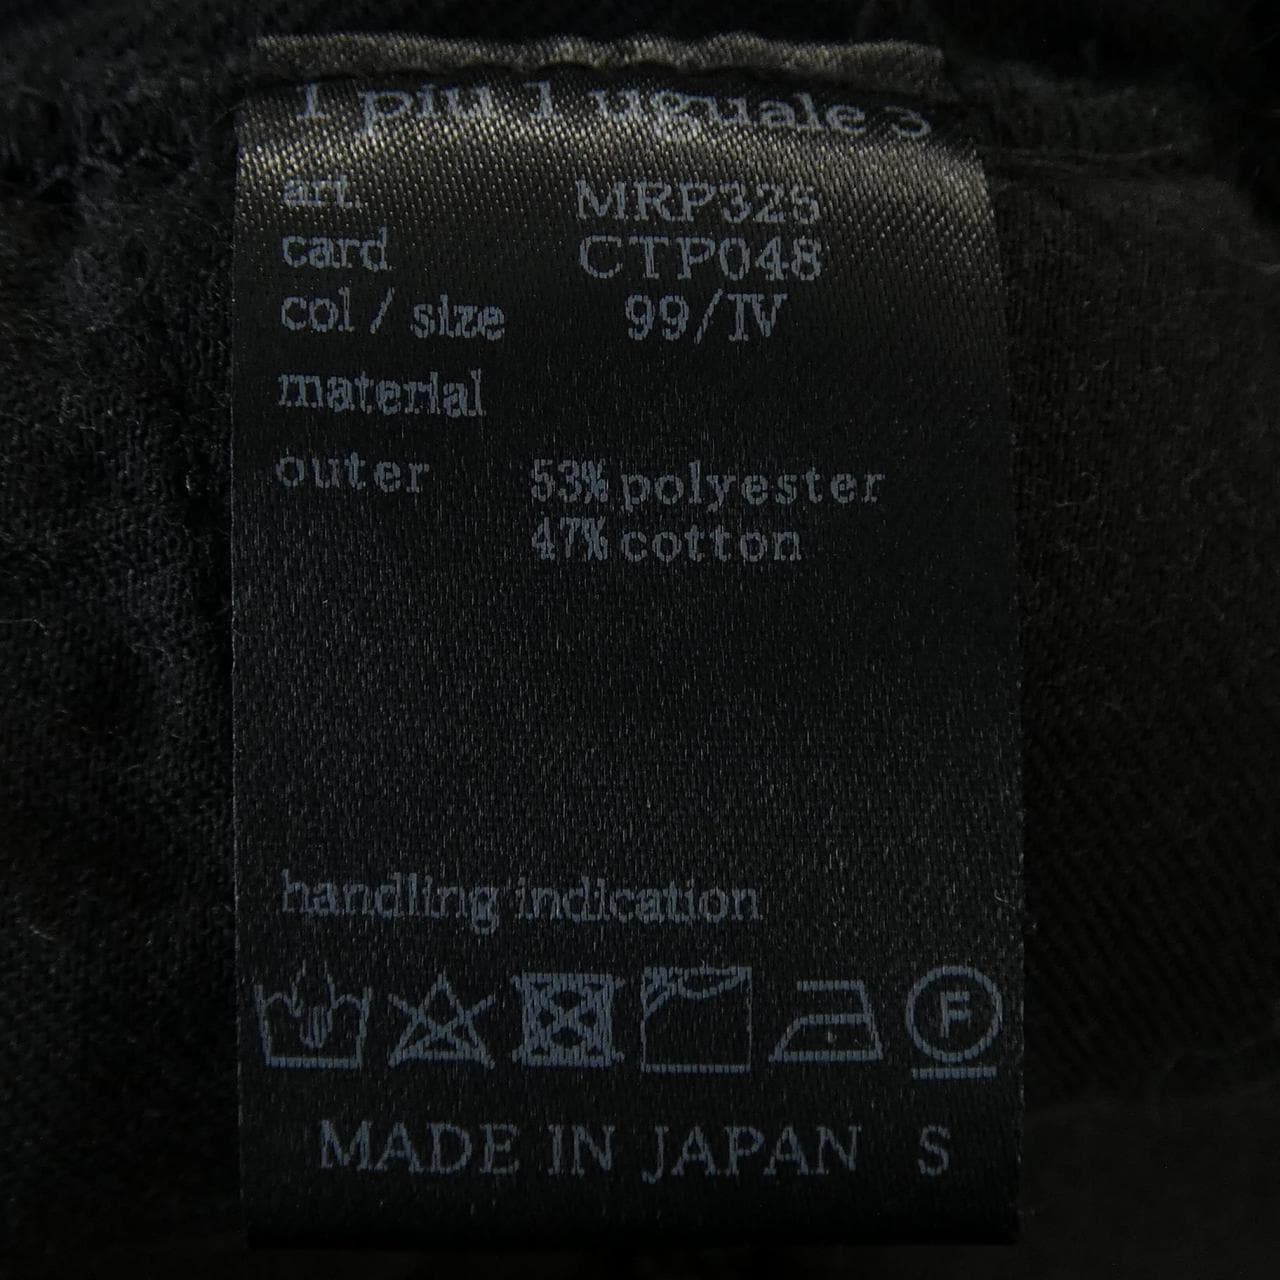 1 piu 1 uguale 3
art. MRP325
card CTP048
col / size 99/IV
material
outer 53% polyester
47% cotton
handling indication
F
MADE IN JAPAN S